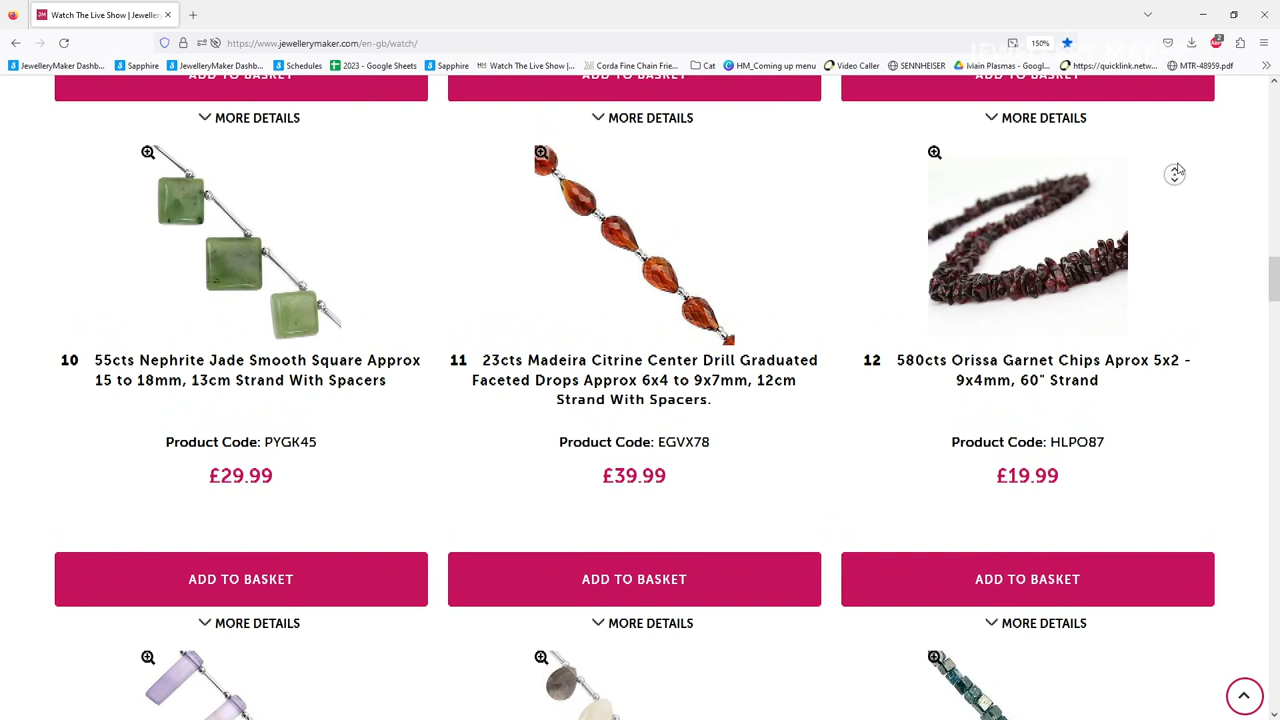 Watch The Live Show | Jeweller
https://www.jewellerymaker.com/en-gb/watch/
150%
2
JewelleryMaker Dashb...
Sapphire
JewelleryMaker Dashb...
Schedules
2023 - Google Sheets
Sapphire
Watch The Live Show |...
Corda Fine Chain Frie...
Cat
HM_Coming up menu
Video Caller
SENNHEISER
Iviain Plasmas - Googl...
https://quicklink.netw...
MTR-48959.pdf
ADD TO BASKET
ADD TO BASKET
ADD TO BASKET
MORE DETAILS
MORE DETAILS
MORE DETAILS
10 55cts Nephrite Jade Smooth Square Approx
15 to 18mm, 13cm Strand With Spacers
Product Code: PYGK45
£29.99
ADD TO BASKET
MORE DETAILS
11 23cts Madeira Citrine Center Drill Graduated
Faceted Drops Approx 6x4 to 9x7mm, 12cm
Strand With Spacers.
Product Code: EGVX78
£39.99
ADD TO BASKET
MORE DETAILS
12 580cts Orissa Garnet Chips Aprox 5x2 -
9x4mm, 60" Strand
Product Code: HLPO87
£19.99
ADD TO BASKET
MORE DETAILS